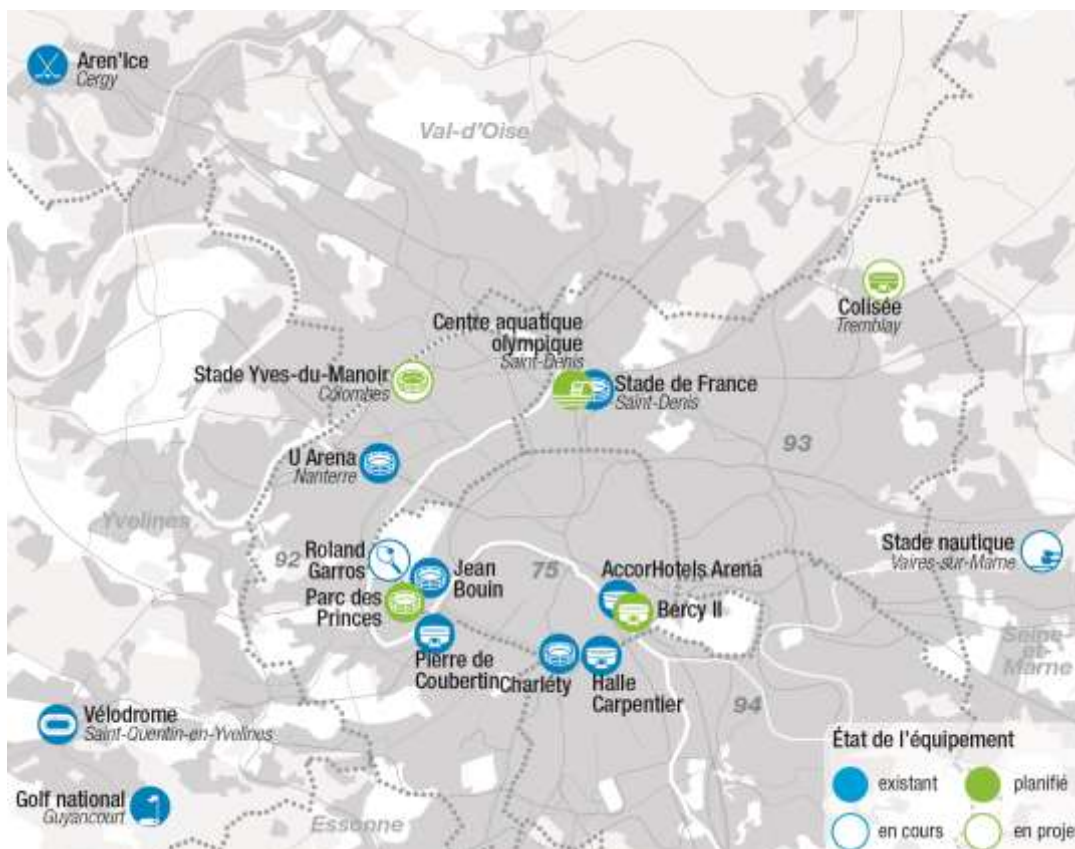 Aren'Ice
Cergy
Val-d'Oise
Colisée
Tremblay
Centre aquatique
olympique
Saint-Denis
Stade Yves-du-Manoir
Colombes
Stade de France
Saint-Denis
93
U Arena
Nanterre
Yvelines
92
Roland
Garros
Jean
Bouin
75
AccorHotels Arena
Stade nautique
Vaires-sur-Marne
Parc des
Princes
Bercy II
Pierre de
Coubertin
Charléty
Halle
Carpentier
94
Seine-
et-
Marne
Vélodrome
Saint-Quentin-en-Yvelines
Golf national
Guyancourt
Essonne
État de l'équipement
existant
planifié
en cours
en proje